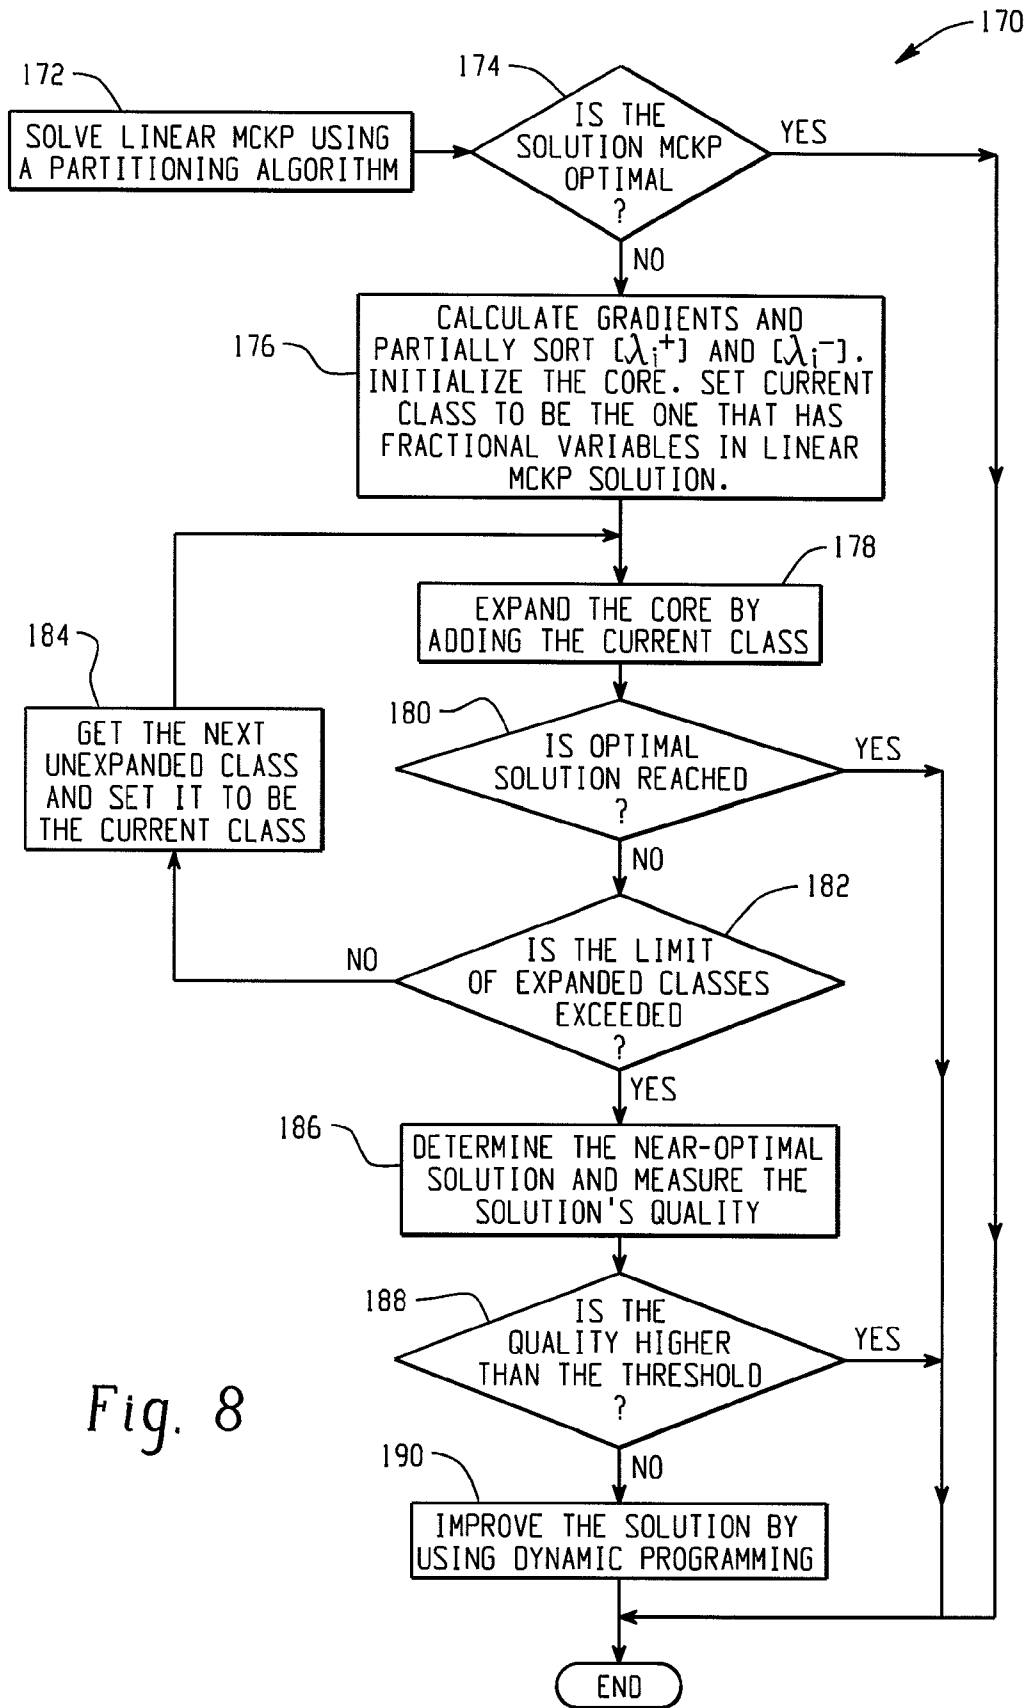 170
172
SOLVE LINEAR MCKP USING
A PARTITIONING ALGORITHM
174
IS THE
SOLUTION MCKP
OPTIMAL
?
YES
NO
176
CALCULATE GRADIENTS AND
PARTIALLY SORT [λi+] AND [λi-].
INITIALIZE THE CORE. SET CURRENT
CLASS TO BE THE ONE THAT HAS
FRACTIONAL VARIABLES IN LINEAR
MCKP SOLUTION.
178
EXPAND THE CORE BY
ADDING THE CURRENT CLASS
184
GET THE NEXT
UNEXPANDED CLASS
AND SET IT TO BE
THE CURRENT CLASS
180
IS OPTIMAL
SOLUTION REACHED
?
YES
NO
182
IS THE LIMIT
OF EXPANDED CLASSES
EXCEEDED
?
NO
YES
186
DETERMINE THE NEAR-OPTIMAL
SOLUTION AND MEASURE THE
SOLUTION'S QUALITY
188
IS THE
QUALITY HIGHER
THAN THE THRESHOLD
?
YES
NO
Fig. 8
190
IMPROVE THE SOLUTION BY
USING DYNAMIC PROGRAMMING
END